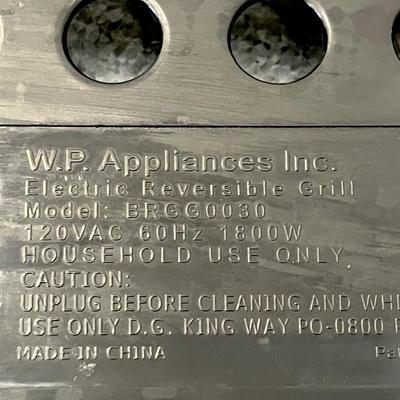 W.P. Appliances Inc.
Electric Reversible Grill
Model: BRGG0030
120VAC 60Hz 1800W
HOUSEHOLD USE ONLY
CAUTION:
UNPLUG BEFORE CLEANING AND
USE ONLY D.G. KING WAY PO-0800
MADE IN CHINA